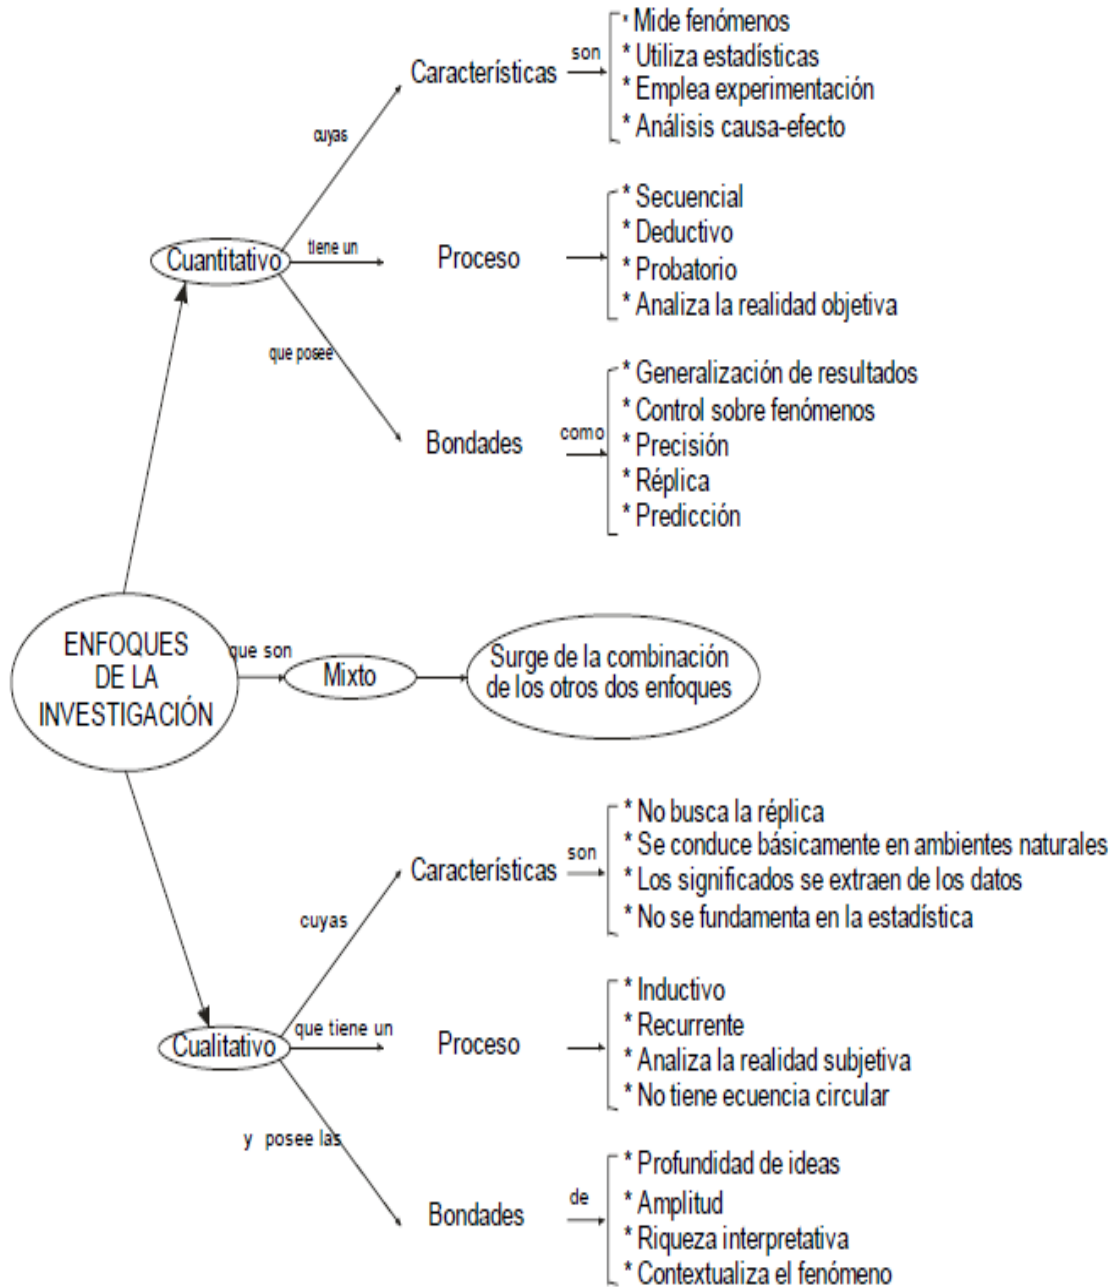 * Mide fenómenos
son
* Utiliza estadísticas
Características
* Emplea experimentación
* Análisis causa-efecto
cuyas
* Secuencial
* Deductivo
tiene un
Cuantitativo
Proceso
* Probatorio
* Analiza la realidad objetiva
que posee
* Generalización de resultados
* Control sobre fenómenos
Bondades
como
* Precisión
* Réplica
* Predicción
ENFOQUES
DE LA
INVESTIGACIÓN
que son
Mixto
Surge de la combinación
de los otros dos enfoques
* No busca la réplica
* Se conduce básicamente en ambientes naturales
Características
son
* Los significados se extraen de los datos
* No se fundamenta en la estadística
cuyas
* Inductivo
* Recurrente
que tiene un
Cualitativo
Proceso
* Analiza la realidad subjetiva
* No tiene ecuencia circular
y posee las
* Profundidad de ideas
* Amplitud
Bondades
de
* Riqueza interpretativa
* Contextualiza el fenómeno